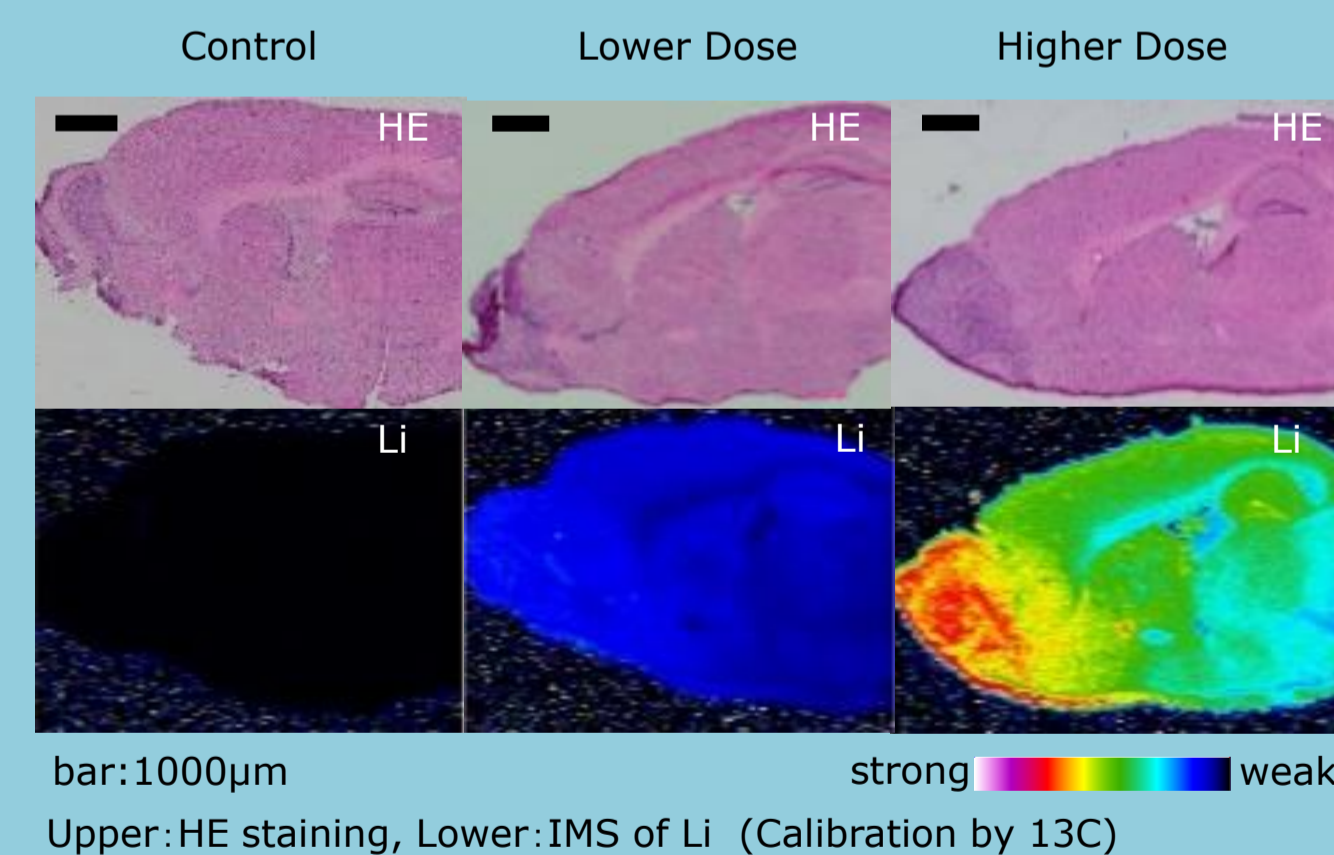 Control Lower Dose Higher Dose
HE HE HE
Li Li Li
bar:1000μm strong weak
Upper:HE staining, Lower:IMS of Li (Calibration by 13C)